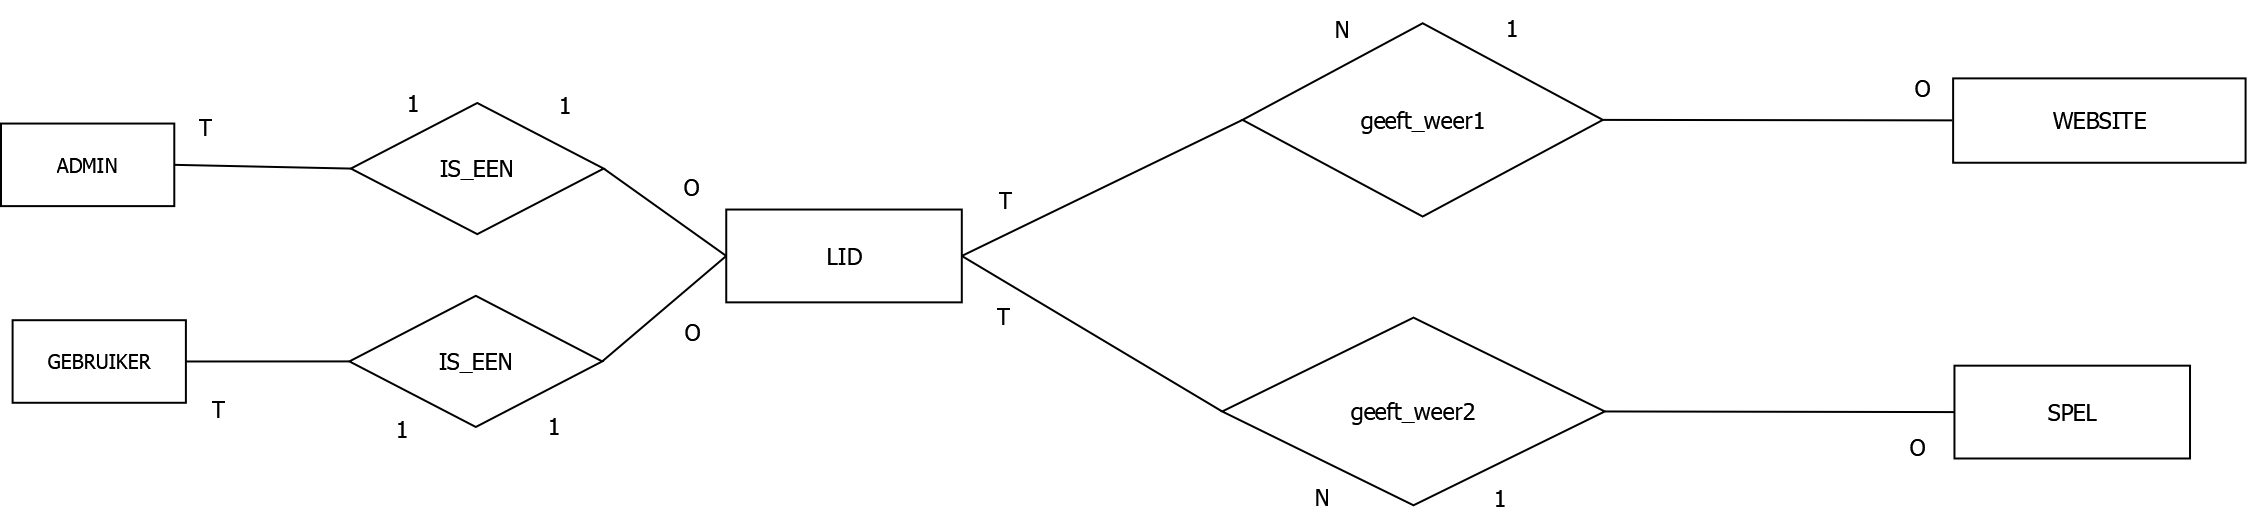 N
1
O
WEBSITE
geeft_weer1
1
1
T
ADMIN
IS_EEN
O
T
LID
T
O
GEBRUIKER
IS_EEN
T
1
1
geeft_weer2
SPEL
O
N
1